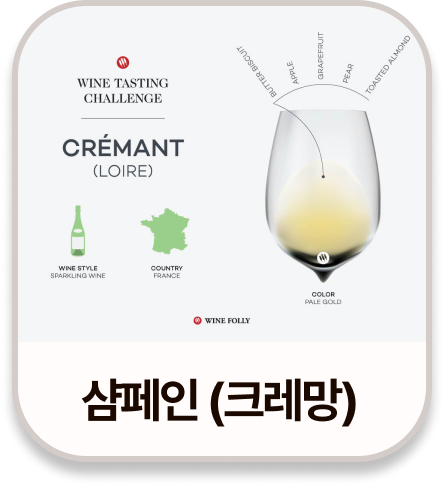 WINE TASTING
CHALLENGE
CRÉMANT
(LOIRE)
WINE STYLE
SPARKLING WINE
COUNTRY
FRANCE
BUTTER BISCUIT
APPLE
GRAPEFRUIT
PEAR
TOASTED ALMOND
COLOR
PALE GOLD
WINE FOLLY
샴페인 (크레망)